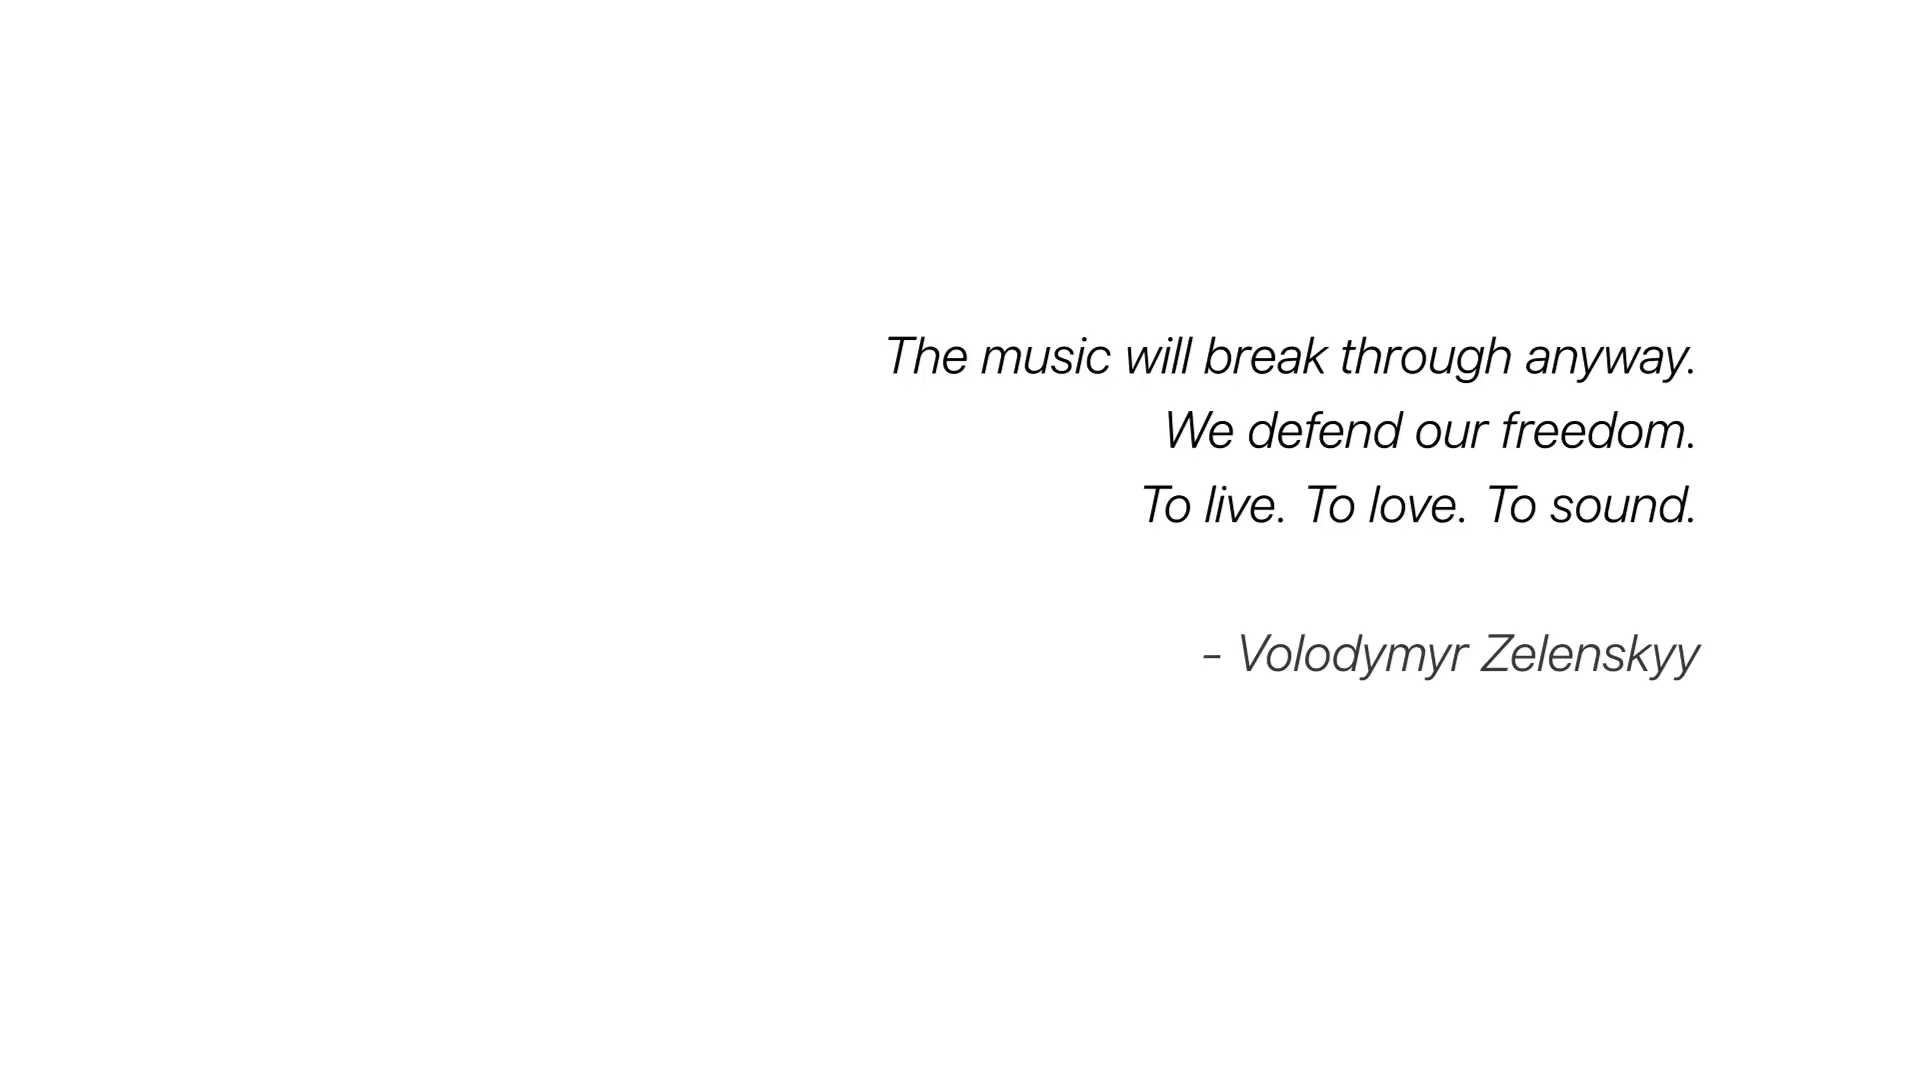 The music will break through anyway.
We defend our freedom.
To live. To love. To sound.
- Volodymyr Zelenskyy